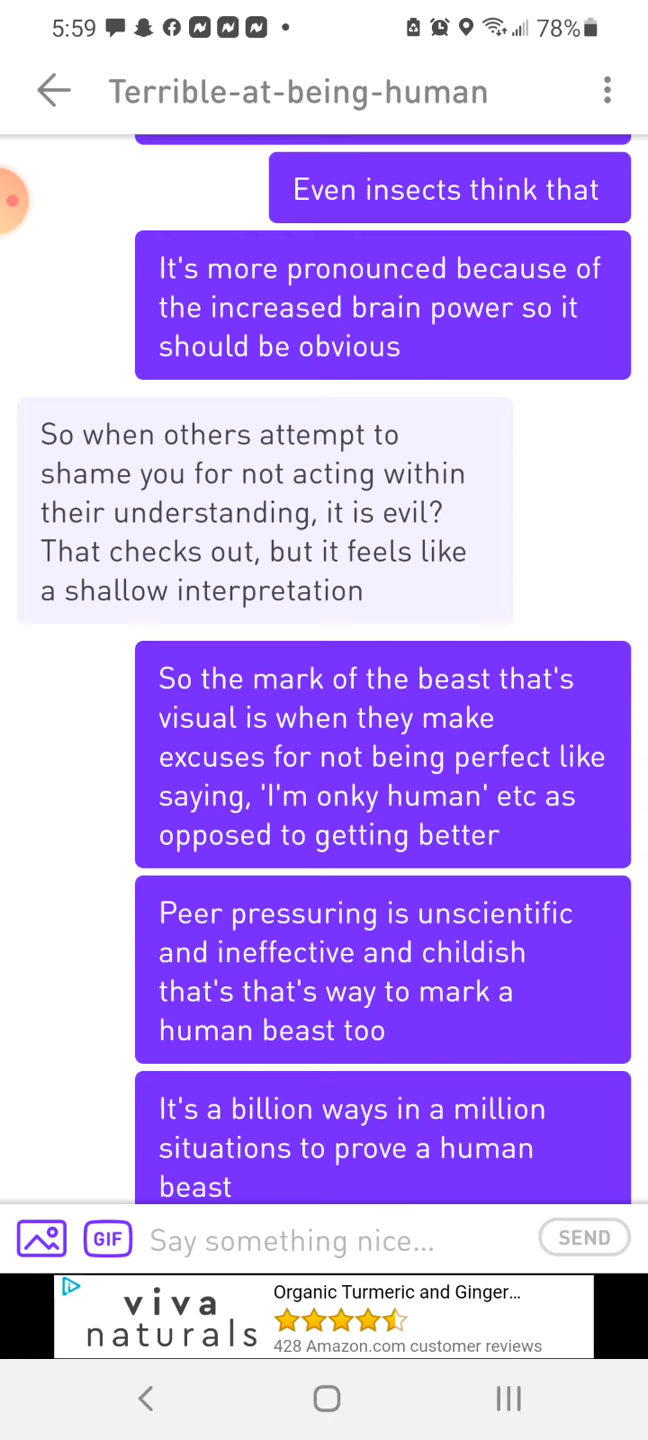 5:59
78%
Terrible-at-being-human
Even insects think that
It's more pronounced because of
the increased brain power so it
should be obvious
So when others attempt to
shame you for not acting within
their understanding, it is evil?
That checks out, but it feels like
a shallow interpretation
So the mark of the beast that's
visual is when they make
excuses for not being perfect like
saying, 'I'm onky human' etc as
opposed to getting better
Peer pressuring is unscientific
and ineffective and childish
that's that's way to mark a
human beast too
It's a billion ways in a million
situations to prove a human
beast
GIF
Say something nice...
SEND
viva
naturals
Organic Turmeric and Ginger...
428 Amazon.com customer reviews